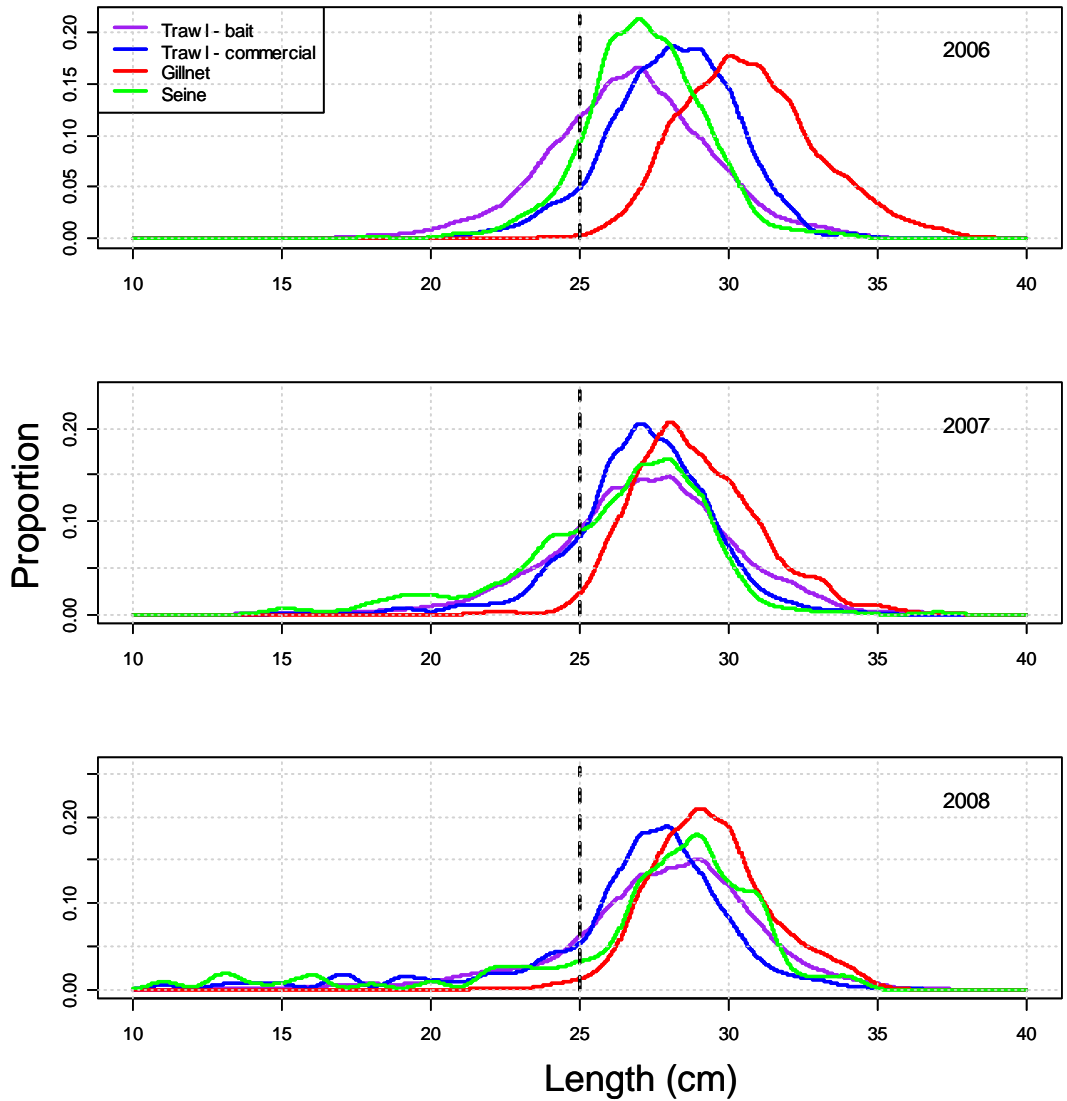 Trawl - bait
Trawl - commercial
Gillnet
Seine
2006
0.00 0.05 0.10 0.15 0.20
10 15 20 25 30 35 40
2007
0.00 0.10 0.20
10 15 20 25 30 35 40
Proportion
2008
0.00 0.10 0.20
10 15 20 25 30 35 40
Length (cm)